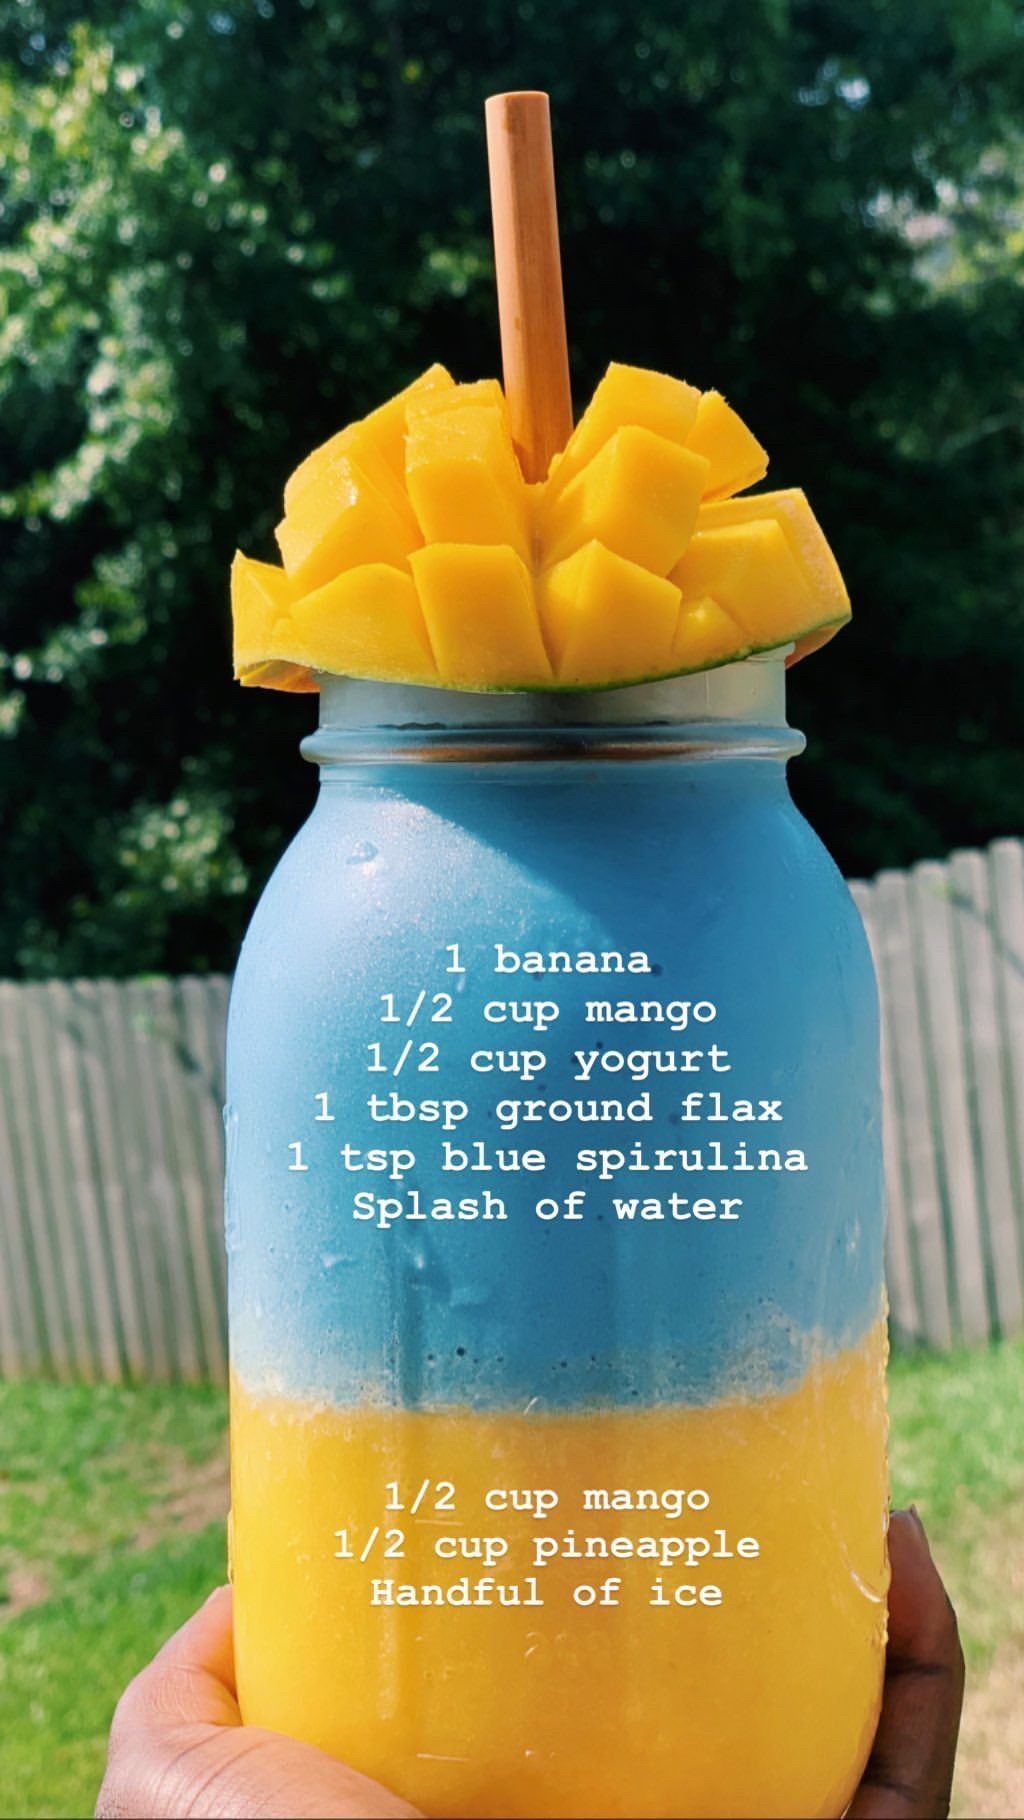 1 banana
1/2 cup mango
1/2 cup yogurt
1 tbsp ground flax
1 tsp blue spirulina
Splash of water
1/2 cup mango
1/2 cup pineapple
Handful of ice